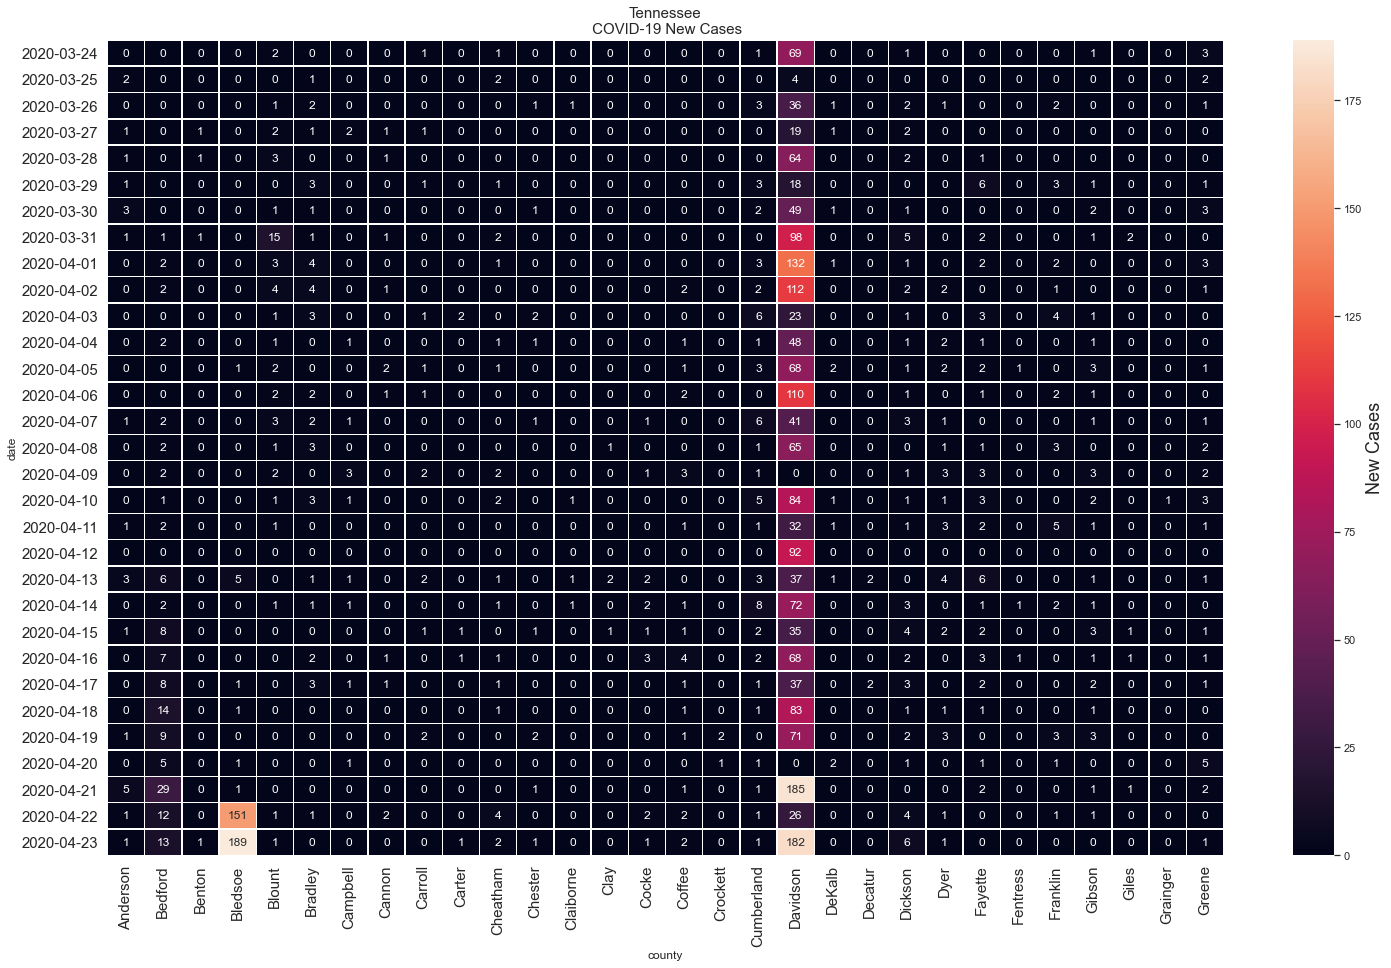 Tennessee
COVID-19 New Cases
2020-03-24 0 0 0 0 2 0 0 0 1 0 1 0 0 0 0 0 0 1 69 0 0 1 0 0 0 0 1 0 0 3
2020-03-25 2 0 0 0 0 1 0 0 0 0 2 0 0 0 0 0 0 0 4 0 0 0 0 0 0 0 0 0 0 2
2020-03-26 0 0 0 0 1 2 0 0 0 0 0 1 1 0 0 0 0 3 36 1 0 2 1 0 0 2 0 0 0 1
2020-03-27 1 0 1 0 2 1 2 1 1 0 0 0 0 0 0 0 0 0 19 1 0 2 0 0 0 0 0 0 0 0
2020-03-28 1 0 1 0 3 0 0 1 0 0 0 0 0 0 0 0 0 0 64 0 0 2 0 1 0 0 0 0 0 0
2020-03-29 1 0 0 0 0 3 0 0 1 0 1 0 0 0 0 0 0 3 18 0 0 0 0 6 0 3 1 0 0 1
2020-03-30 3 0 0 0 1 1 0 0 0 0 0 1 0 0 0 0 0 2 49 1 0 1 0 0 0 0 2 0 0 3
2020-03-31 1 1 1 0 15 1 0 1 0 0 2 0 0 0 0 0 0 0 98 0 0 5 0 2 0 0 1 2 0 0
2020-04-01 0 2 0 0 3 4 0 0 0 0 1 0 0 0 0 0 0 3 132 1 0 1 0 2 0 2 0 0 0 3
2020-04-02 0 2 0 0 4 4 0 1 0 0 0 0 0 0 0 2 0 2 112 0 0 2 2 0 0 1 0 0 0 1
2020-04-03 0 0 0 0 1 3 0 0 1 2 0 2 0 0 0 0 0 6 23 0 0 1 0 3 0 4 1 0 0 0
2020-04-04 0 2 0 0 1 0 1 0 0 0 1 1 0 0 0 1 0 1 48 0 0 1 2 1 0 0 0 0 0 0
2020-04-05 0 0 0 1 2 0 0 2 1 0 1 0 0 0 0 1 0 3 68 2 0 1 2 2 1 0 3 0 0 1
2020-04-06 0 0 0 0 2 2 0 1 1 0 0 0 0 0 0 2 0 0 110 0 0 1 0 1 0 2 1 0 0 0
2020-04-07 1 2 0 0 3 2 1 0 0 0 0 1 0 0 1 0 0 6 41 0 0 3 1 0 0 0 1 0 0 1
2020-04-08 0 2 0 0 1 3 0 0 0 0 0 0 0 1 0 0 0 1 65 0 0 0 1 1 0 3 0 0 0 2
2020-04-09 0 2 0 0 2 0 3 0 2 0 2 0 0 0 1 3 0 1 0 0 0 1 3 3 0 0 3 0 0 2
2020-04-10 0 1 0 0 1 3 1 0 0 0 2 0 1 0 0 0 0 5 84 1 0 1 1 3 0 0 2 0 1 3
2020-04-11 1 2 0 0 1 0 0 0 0 0 0 0 0 0 0 1 0 1 32 1 0 1 3 2 0 5 1 0 0 1
2020-04-12 0 0 0 0 0 0 0 0 0 0 0 0 0 0 0 0 0 0 92 0 0 0 0 0 0 0 0 0 0 0
2020-04-13 3 6 0 5 0 1 1 0 2 0 1 0 1 2 2 0 0 3 37 1 2 0 4 6 0 0 1 0 0 1
2020-04-14 0 2 0 0 1 1 1 0 0 0 1 0 1 0 2 1 0 8 72 0 0 3 0 1 1 2 1 0 0 0
2020-04-15 1 8 0 0 0 0 0 0 1 1 0 1 0 1 1 1 0 2 35 0 0 4 2 2 0 0 3 1 0 1
2020-04-16 0 7 0 0 0 2 0 1 0 1 1 0 0 0 3 4 0 2 68 0 0 2 0 3 1 0 1 1 0 1
2020-04-17 0 8 0 1 0 3 1 1 0 0 1 0 0 0 0 1 0 1 37 0 2 3 0 2 0 0 2 0 0 1
2020-04-18 0 14 0 1 0 0 0 0 0 0 1 0 0 0 0 1 0 1 83 0 0 1 1 1 0 0 1 0 0 0
2020-04-19 1 9 0 0 0 0 0 0 2 0 0 2 0 0 0 1 2 0 71 0 0 2 3 0 0 3 3 0 0 0
2020-04-20 0 5 0 1 0 0 1 0 0 0 0 0 0 0 0 0 1 1 0 2 0 1 0 1 0 1 0 0 0 5
2020-04-21 5 29 0 1 0 0 0 0 0 0 0 1 0 0 0 1 0 1 185 0 0 0 0 2 0 0 1 1 0 2
2020-04-22 1 12 0 151 1 1 0 2 0 0 4 0 0 0 2 2 0 1 26 0 0 4 1 0 0 1 1 0 0 0
2020-04-23 1 13 1 189 1 0 0 0 0 1 2 1 0 0 1 2 0 1 182 0 0 6 1 0 0 0 0 0 0 1
date
Anderson
Bedford
Benton
Bledsoe
Blount
Bradley
Campbell
Cannon
Carroll
Carter
Cheatham
Chester
Claiborne
Clay
Cocke
Coffee
Crockett
Cumberland
Davidson
DeKalb
Decatur
Dickson
Dyer
Fayette
Fentress
Franklin
Gibson
Giles
Grainger
Greene
county
175
150
125
100
75
50
25
0
New Cases